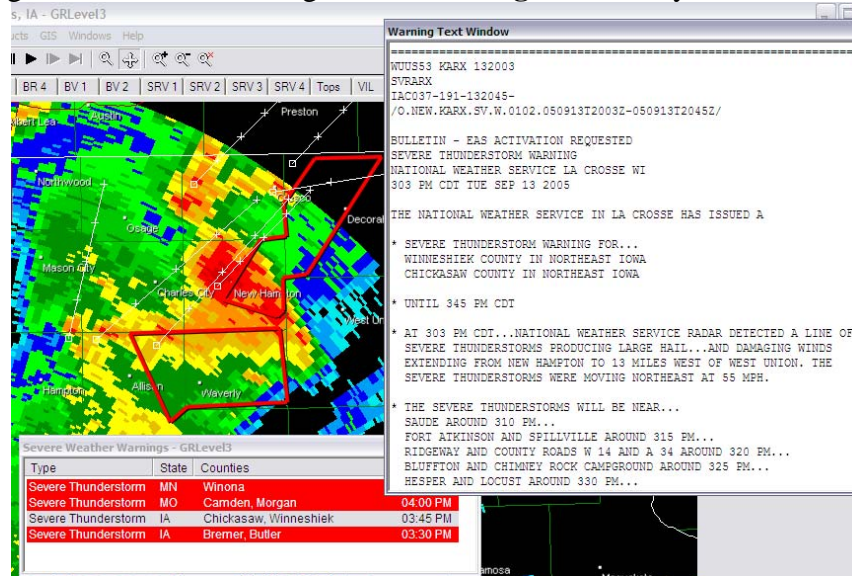 s, IA - GRLevel3
ucts GIS Windows Help
BR 4 BV 1 BV 2 SRV 1 SRV 2 SRV 3 SRV 4 Tops VIL
Warning Text Window
WUUS53 KARX 132003
SVRARX
IAC037-191-132045-
/O.NEW.KARX.SV.W.0102.050913T2003Z-050913T2045Z/
BULLETIN - EAS ACTIVATION REQUESTED
SEVERE THUNDERSTORM WARNING
NATIONAL WEATHER SERVICE LA CROSSE WI
303 PM CDT TUE SEP 13 2005
THE NATIONAL WEATHER SERVICE IN LA CROSSE HAS ISSUED A
* SEVERE THUNDERSTORM WARNING FOR...
WINNESHIEK COUNTY IN NORTHEAST IOWA
CHICKASAW COUNTY IN NORTHEAST IOWA
* UNTIL 345 PM CDT
* AT 303 PM CDT...NATIONAL WEATHER SERVICE RADAR DETECTED A LINE OF
SEVERE THUNDERSTORMS PRODUCING LARGE HAIL...AND DAMAGING WINDS
EXTENDING FROM NEW HAMPTON TO 13 MILES WEST OF WEST UNION. THE
SEVERE THUNDERSTORMS WERE MOVING NORTHEAST AT 55 MPH.
* THE SEVERE THUNDERSTORMS WILL BE NEAR...
SAUDE AROUND 310 PM...
FORT ATKINSON AND SPILLVILLE AROUND 315 PM...
RIDGEWAY AND COUNTY ROADS W 14 AND A 34 AROUND 320 PM...
BLUFFTON AND CHIMNEY ROCK CAMPGROUND AROUND 325 PM...
HESPER AND LOCUST AROUND 330 PM...
Austin
Preston
Northwood
Osage
Decorah
Mason City
Charles City
New Hampton
West Un
Hampton
Allison
Waverly
Severe Weather Warnings - GRLevel3
Type State Counties
Severe Thunderstorm MN Winona
Severe Thunderstorm MO Camden, Morgan 04:00 PM
Severe Thunderstorm IA Chickasaw, Winneshiek 03:45 PM
Severe Thunderstorm IA Bremer, Butler 03:30 PM
amosa